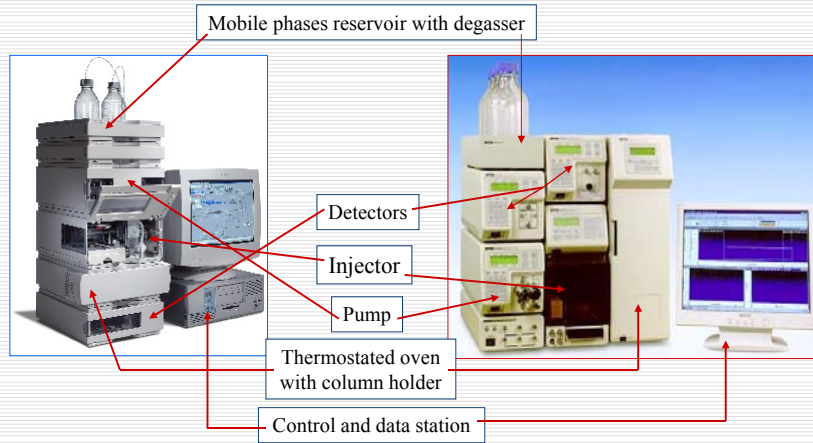 Mobile phases reservoir with degasser
Detectors
Injector
Pump
Thermostated oven
with column holder
Control and data station